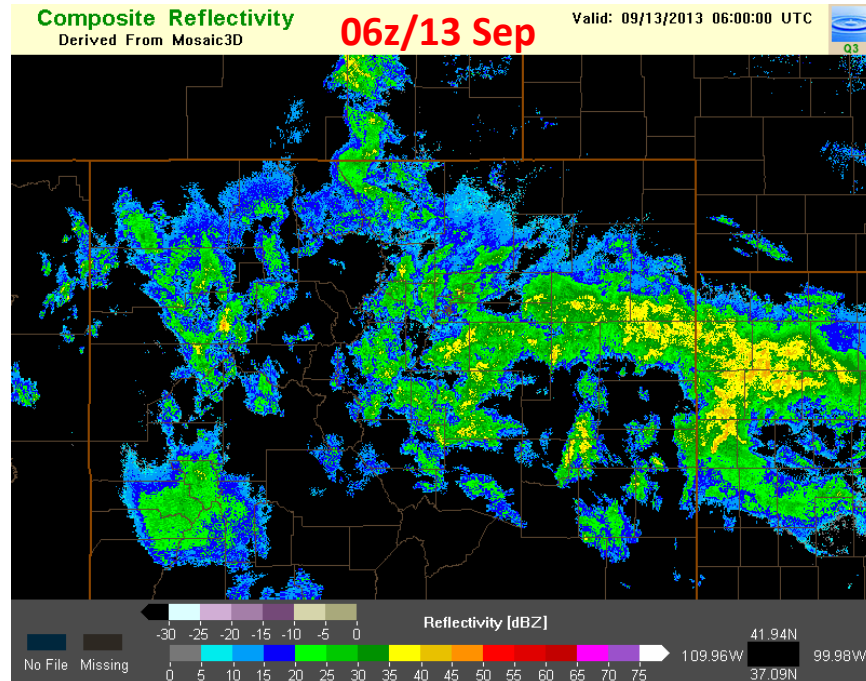 Composite Reflectivity
Derived From Mosaic3D
06z/13 Sep
Valid: 09/13/2013 06:00:00 UTC
Q3
-30 -25 -20 -15 -10 -5 0
Reflectivity [dBZ]
No File
Missing
0 5 10 15 20 25 30 35 40 45 50 55 60 65 70 75
41.94N
109.96W
99.98W
37.09N